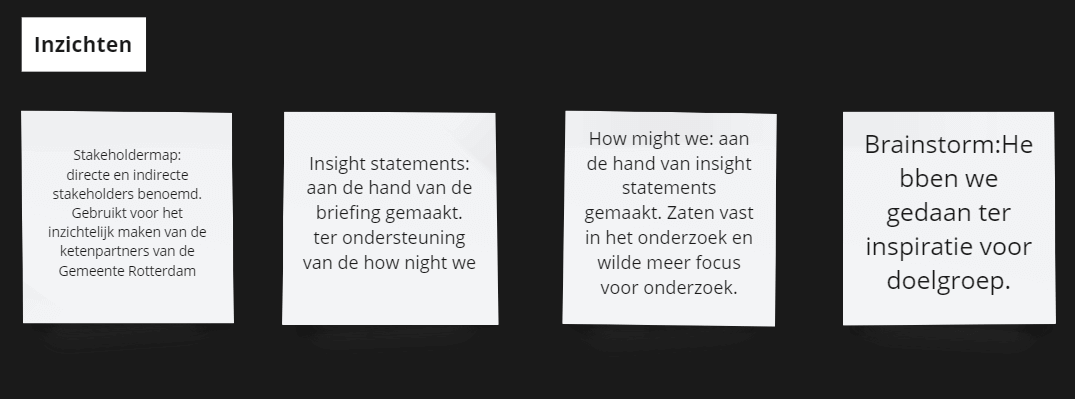 Inzichten
Stakeholdermap:
directe en indirecte
stakeholders benoemd.
Gebruikt voor het
inzichtelijk maken van de
ketenpartners van de
Gemeente Rotterdam
Insight statements:
aan de hand van de
briefing gemaakt.
ter ondersteuning
van de how night we
How might we: aan
de hand van insight
statements
gemaakt. Zaten vast
in het onderzoek en
wilde meer focus
voor onderzoek.
Brainstorm:He
bben we
gedaan ter
inspiratie voor
doelgroep.